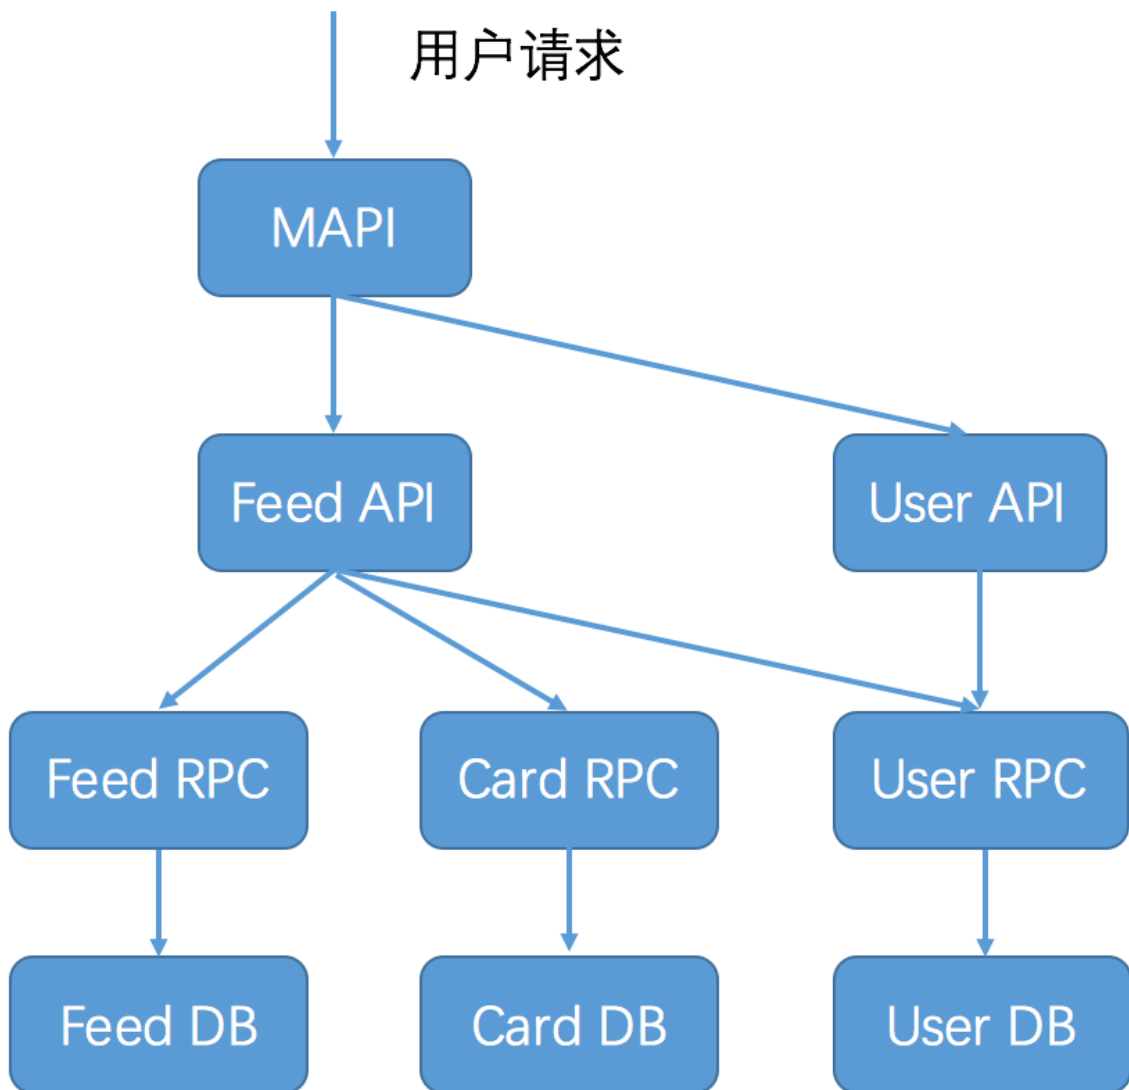 用户请求
MAPI
Feed API
User API
Feed RPC
Card RPC
User RPC
Feed DB
Card DB
User DB